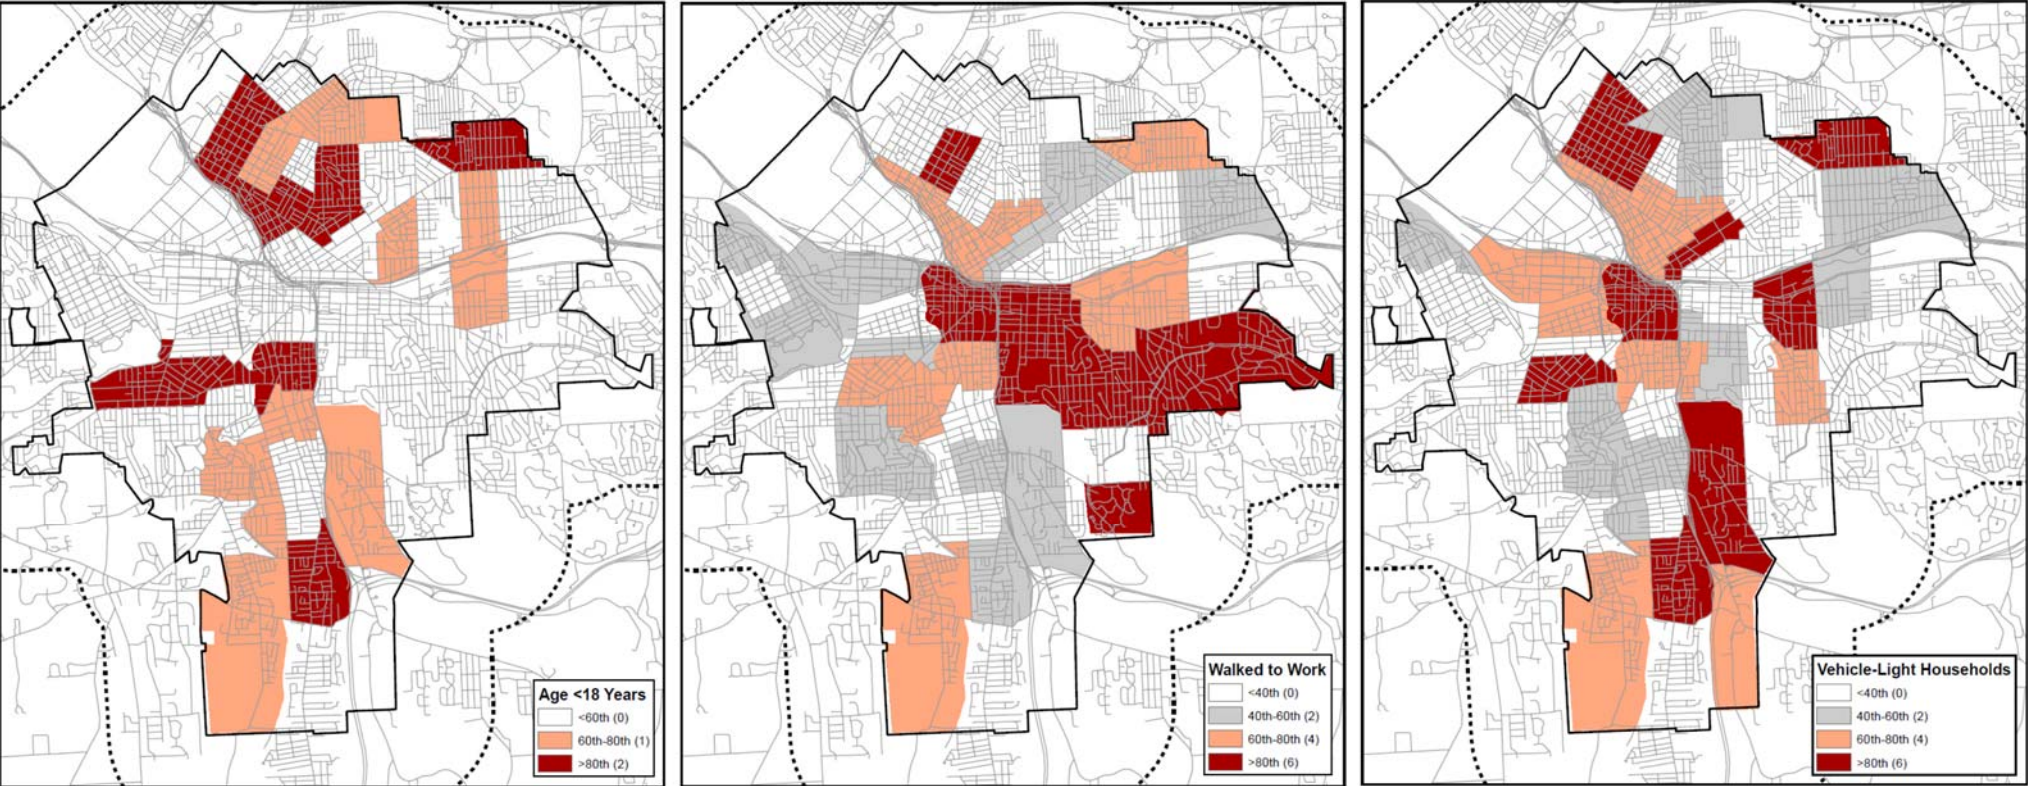 Age <18 Years
<60th (0)
60th-80th (1)
>80th (2)
Walked to Work
<40th (0)
40th-60th (2)
60th-80th (4)
>80th (6)
Vehicle-Light Households
<40th (0)
40th-60th (2)
60th-80th (4)
>80th (6)